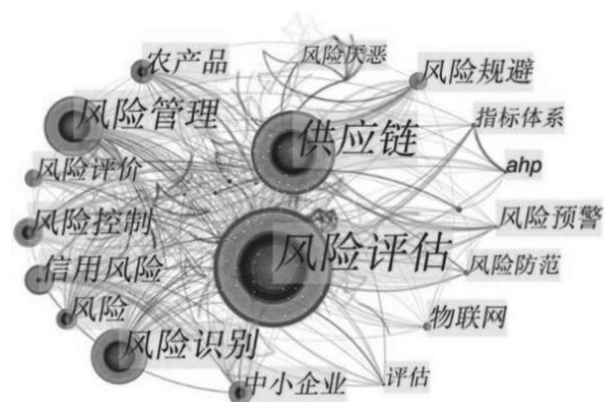 农产品
风险厌恶
风险规避
风险管理
供应链
指标体系
ahp
风险评价
风险控制
风险预警
风险评估
信用风险
风险防范
风险
物联网
风险识别
中小企业
评估